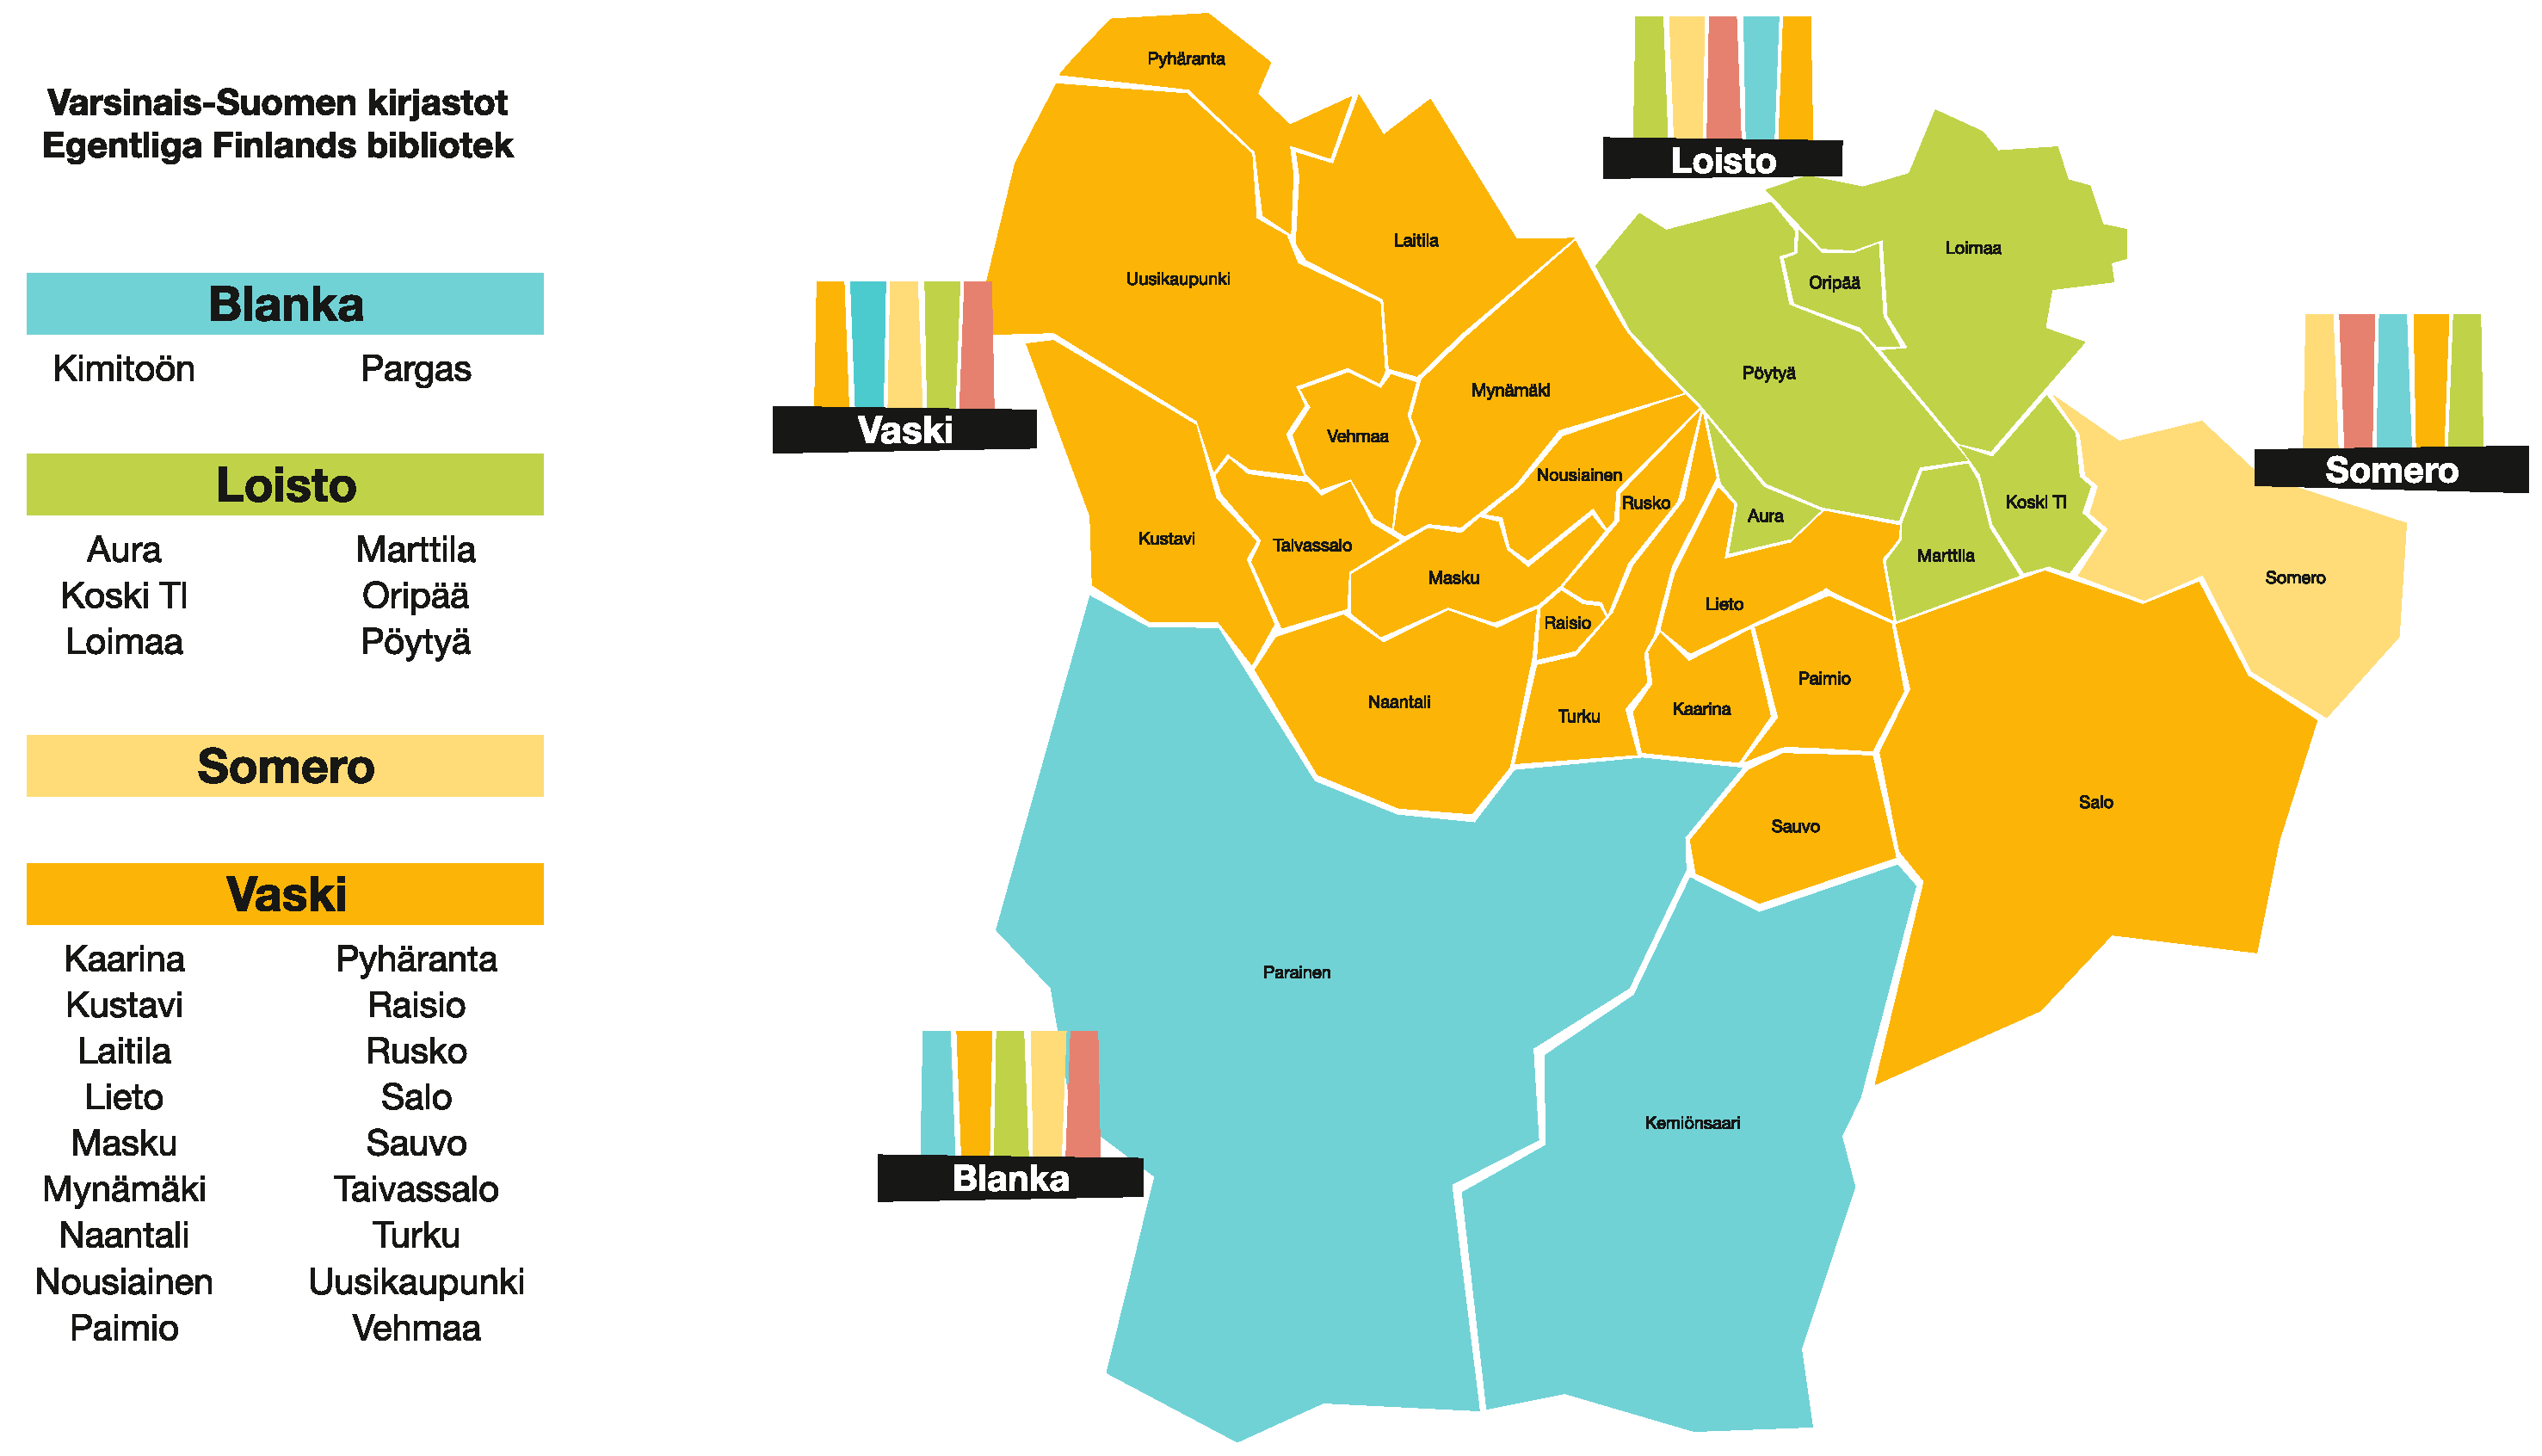 Varsinais-Suomen kirjastot
Egentliga Finlands bibliotek
Blanka
Kimitoön Pargas
Loisto
Aura Marttila
Koski Tl Oripää
Loimaa Pöytyä
Somero
Vaski
Kaarina Pyhäranta
Kustavi Raisio
Laitila Rusko
Lieto Salo
Masku Sauvo
Mynämäki Taivassalo
Naantali Turku
Nousiainen Uusikaupunki
Paimio Vehmaa
Pyhäranta
Loisto
Laitila
Loimaa
Uusikaupunki
Oripää
Pöytyä
Mynämäki
Vaski
Vehmaa
Somero
Nousiainen
Rusko
Koski Tl
Aura
Kustavi
Taivassalo
Marttila
Masku
Somero
Lieto
Raisio
Paimio
Naantali
Kaarina
Turku
Salo
Sauvo
Parainen
Kemiönsaari
Blanka